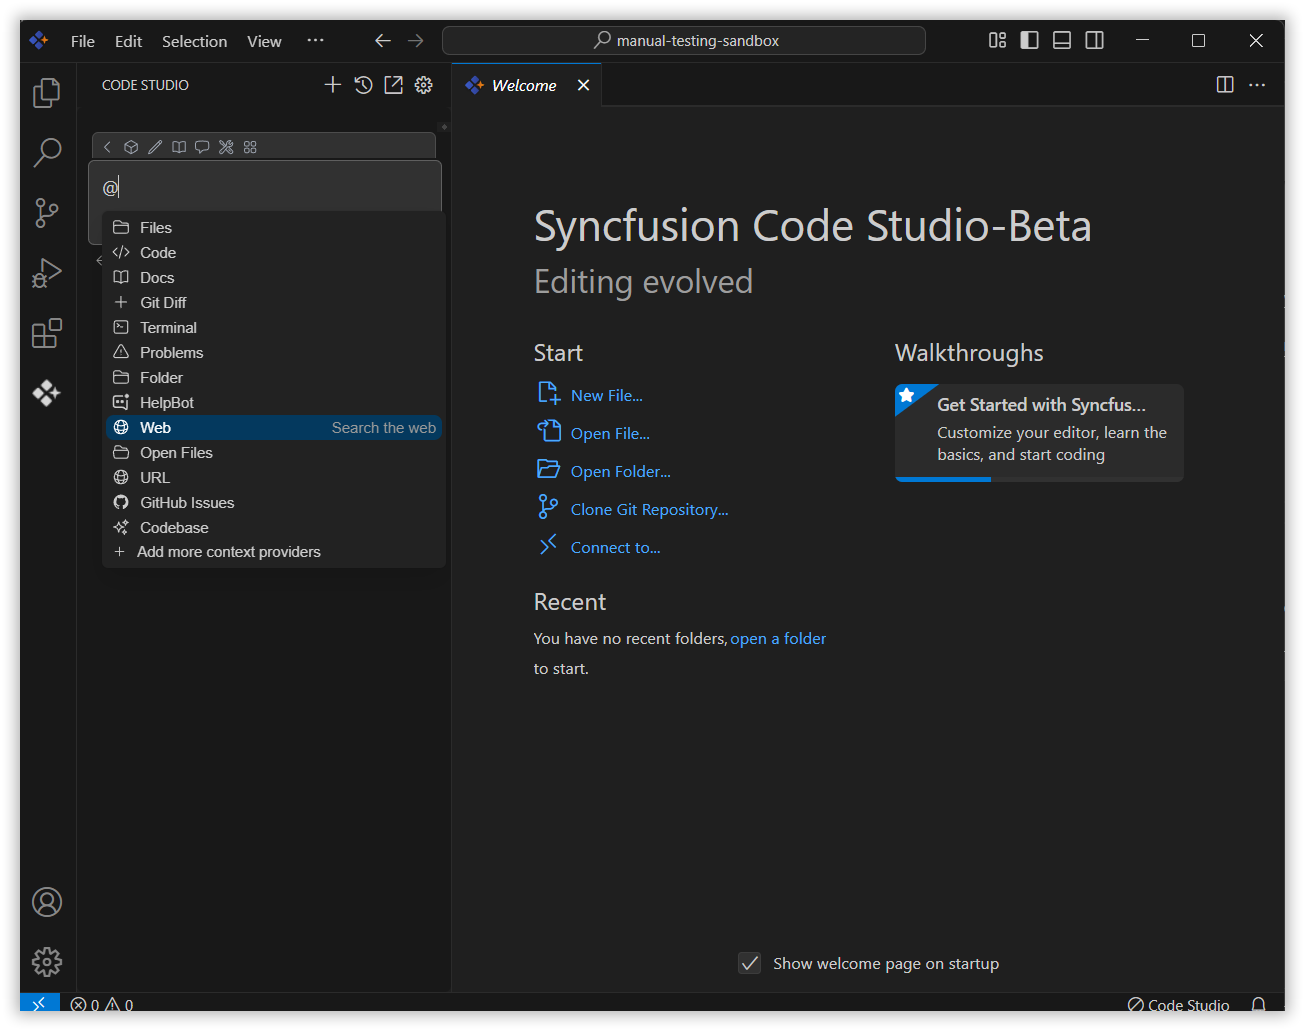 File Edit Selection View ···
manual-testing-sandbox
CODE STUDIO
Welcome
@
Files
Code
Docs
Git Diff
Terminal
Problems
Folder
HelpBot
Web Search the web
Open Files
URL
GitHub Issues
Codebase
+ Add more context providers
Syncfusion Code Studio-Beta
Editing evolved
Start
New File...
Open File...
Open Folder...
Clone Git Repository...
Connect to...
Recent
You have no recent folders, open a folder
to start.
Walkthroughs
Get Started with Syncfus...
Customize your editor, learn the
basics, and start coding
Show welcome page on startup
0 0
Code Studio